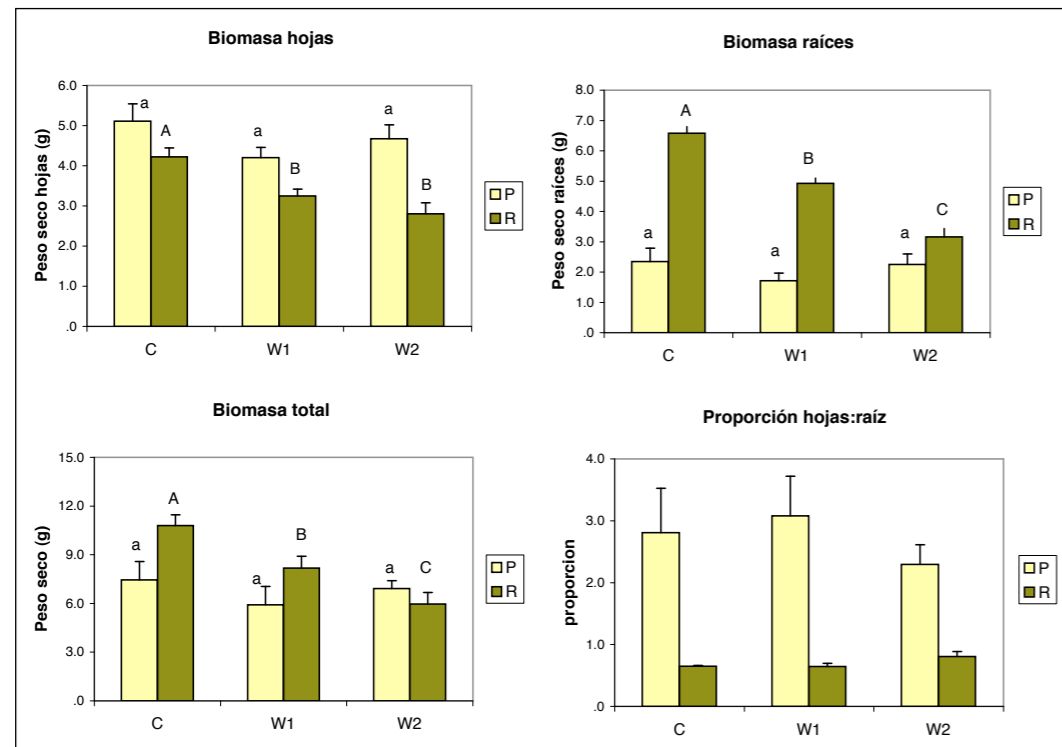 Biomasa hojas
Peso seco hojas (g)
6.0
5.0
4.0
3.0
2.0
1.0
.0
a
A
a
B
a
B
C
W1
W2
P
R
Biomasa raíces
Peso seco raíces (g)
8.0
7.0
6.0
5.0
4.0
3.0
2.0
1.0
.0
a
A
a
B
a
C
C
W1
W2
P
R
Biomasa total
Peso seco (g)
15.0
12.0
9.0
6.0
3.0
.0
a
A
a
B
a
C
C
W1
W2
P
R
Proporción hojas:raíz
proporcion
4.0
3.0
2.0
1.0
.0
C
W1
W2
P
R